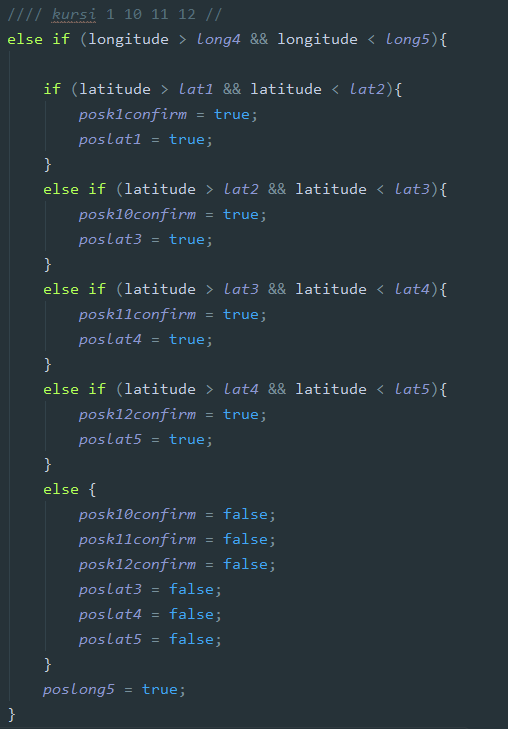 //// kursi 1 10 11 12 //
else if (longitude > long4 && longitude < long5){
if (latitude > lat1 && latitude < lat2){
posk1confirm = true;
poslat1 = true;
}
else if (latitude > lat2 && latitude < lat3){
posk10confirm = true;
poslat3 = true;
}
else if (latitude > lat3 && latitude < lat4){
posk11confirm = true;
poslat4 = true;
}
else if (latitude > lat4 && latitude < lat5){
posk12confirm = true;
poslat5 = true;
}
else {
posk10confirm = false;
posk11confirm = false;
posk12confirm = false;
poslat3 = false;
poslat4 = false;
poslat5 = false;
}
poslong5 = true;
}